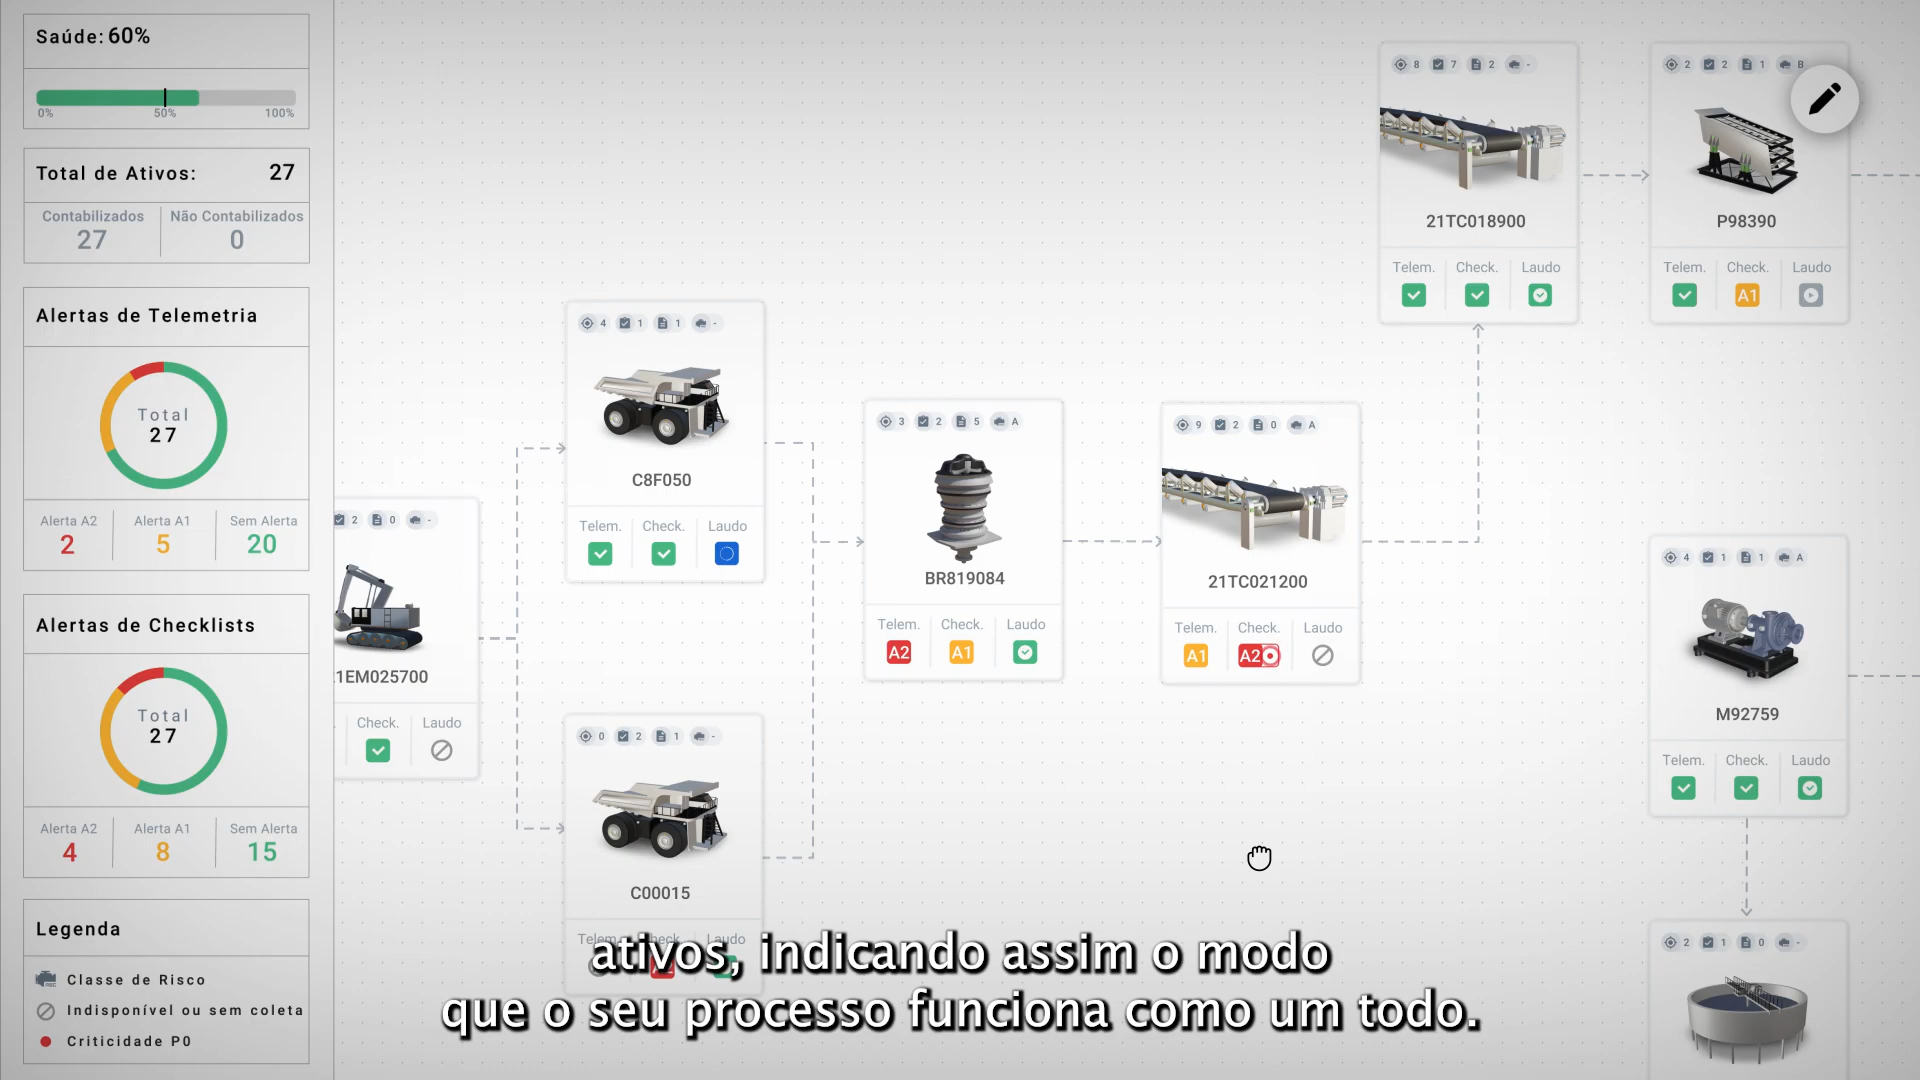 Saúde: 60%
0% 50% 100%
Total de Ativos: 27
Contabilizados Não Contabilizados
27 0
Alertas de Telemetria
Total
27
Alerta A2 Alerta A1 Sem Alerta
2 5 20
Alertas de Checklists
Total
27
Alerta A2 Alerta A1 Sem Alerta
4 8 15
Legenda
Classe de Risco
Indisponível ou sem coleta
Criticidade P0
2 0 -
1EM025700
Check. Laudo
4 1 1 -
C8F050
Telem. Check. Laudo
0 2 1 -
C00015
Telem. Check. Laudo
3 2 5 A
BR819084
Telem. Check. Laudo
A2 A1
9 2 0 A
21TC021200
Telem. Check. Laudo
A1 A2
8 7 2 -
21TC018900
Telem. Check. Laudo
2 2 1 B
P98390
Telem. Check. Laudo
A1
4 1 1 A
M92759
Telem. Check. Laudo
2 1 0 -
ativos, indicando assim o modo
que o seu processo funciona como um todo.